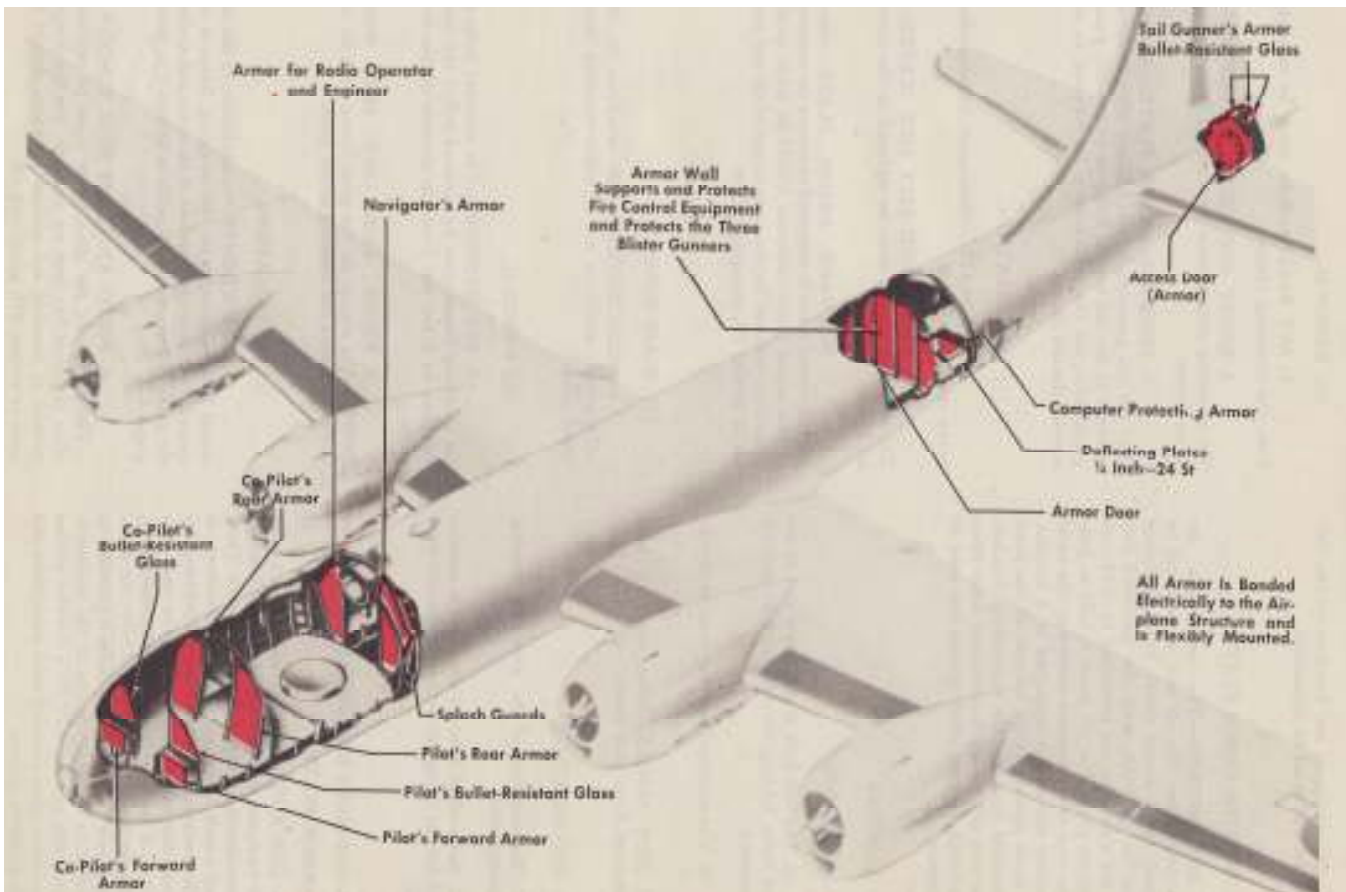 Tail Gunner's Armor
Bullet-Resistant Glass
Armor for Radio Operator
and Engineer
Armor Wall
Supports and Protects
Fire Control Equipment
and Protects the Three
Blister Gunners
Navigator's Armor
Access Door
(Armor)
Computer Protecting Armor
Deflecting Plates
Inch—24 St
Armor Door
Co-Pilot's
Rear Armor
Co-Pilot's
Bullet-Resistant
Glass
All Armor Is Bonded
Electrically to the Air-
plane Structure and
is Flexibly Mounted.
Splash Guards
Pilot's Rear Armor
Pilot's Bullet-Resistant Glass
Pilot's Forward Armor
Co-Pilot's Forward
Armor